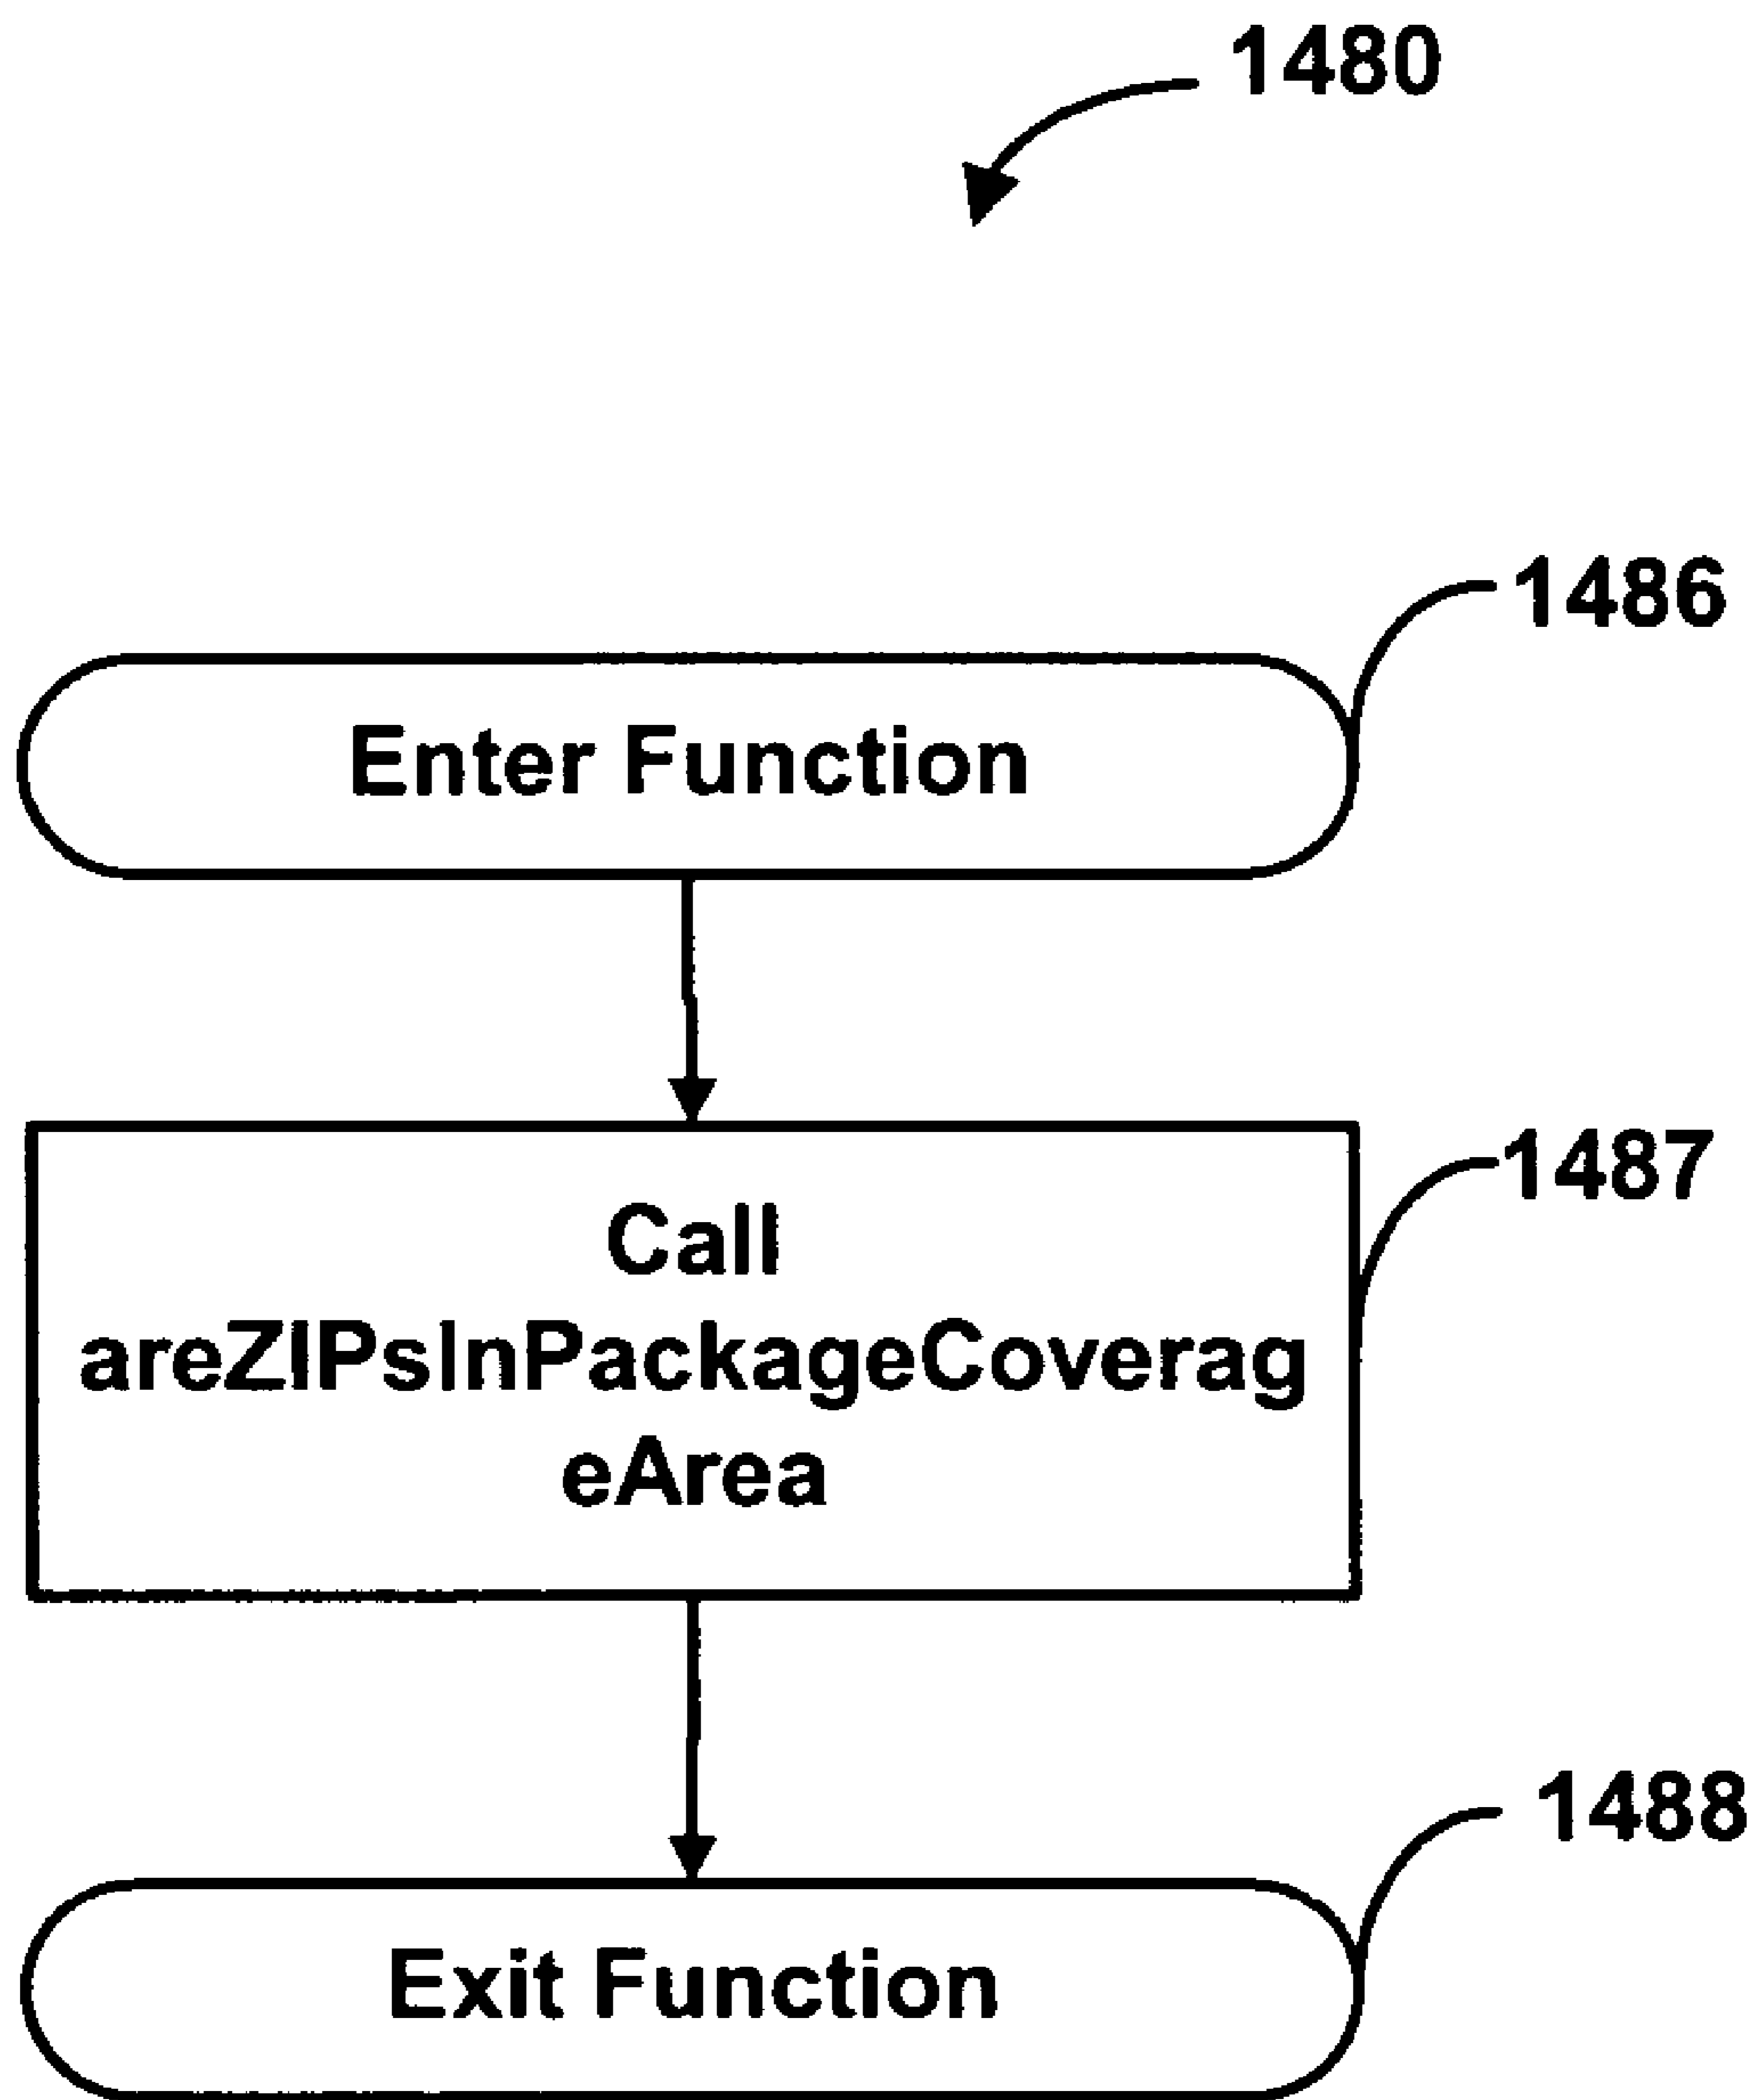 1480
1486
Enter Function
1487
Call
areZIPsInPackageCoverag
eArea
1488
Exit Function